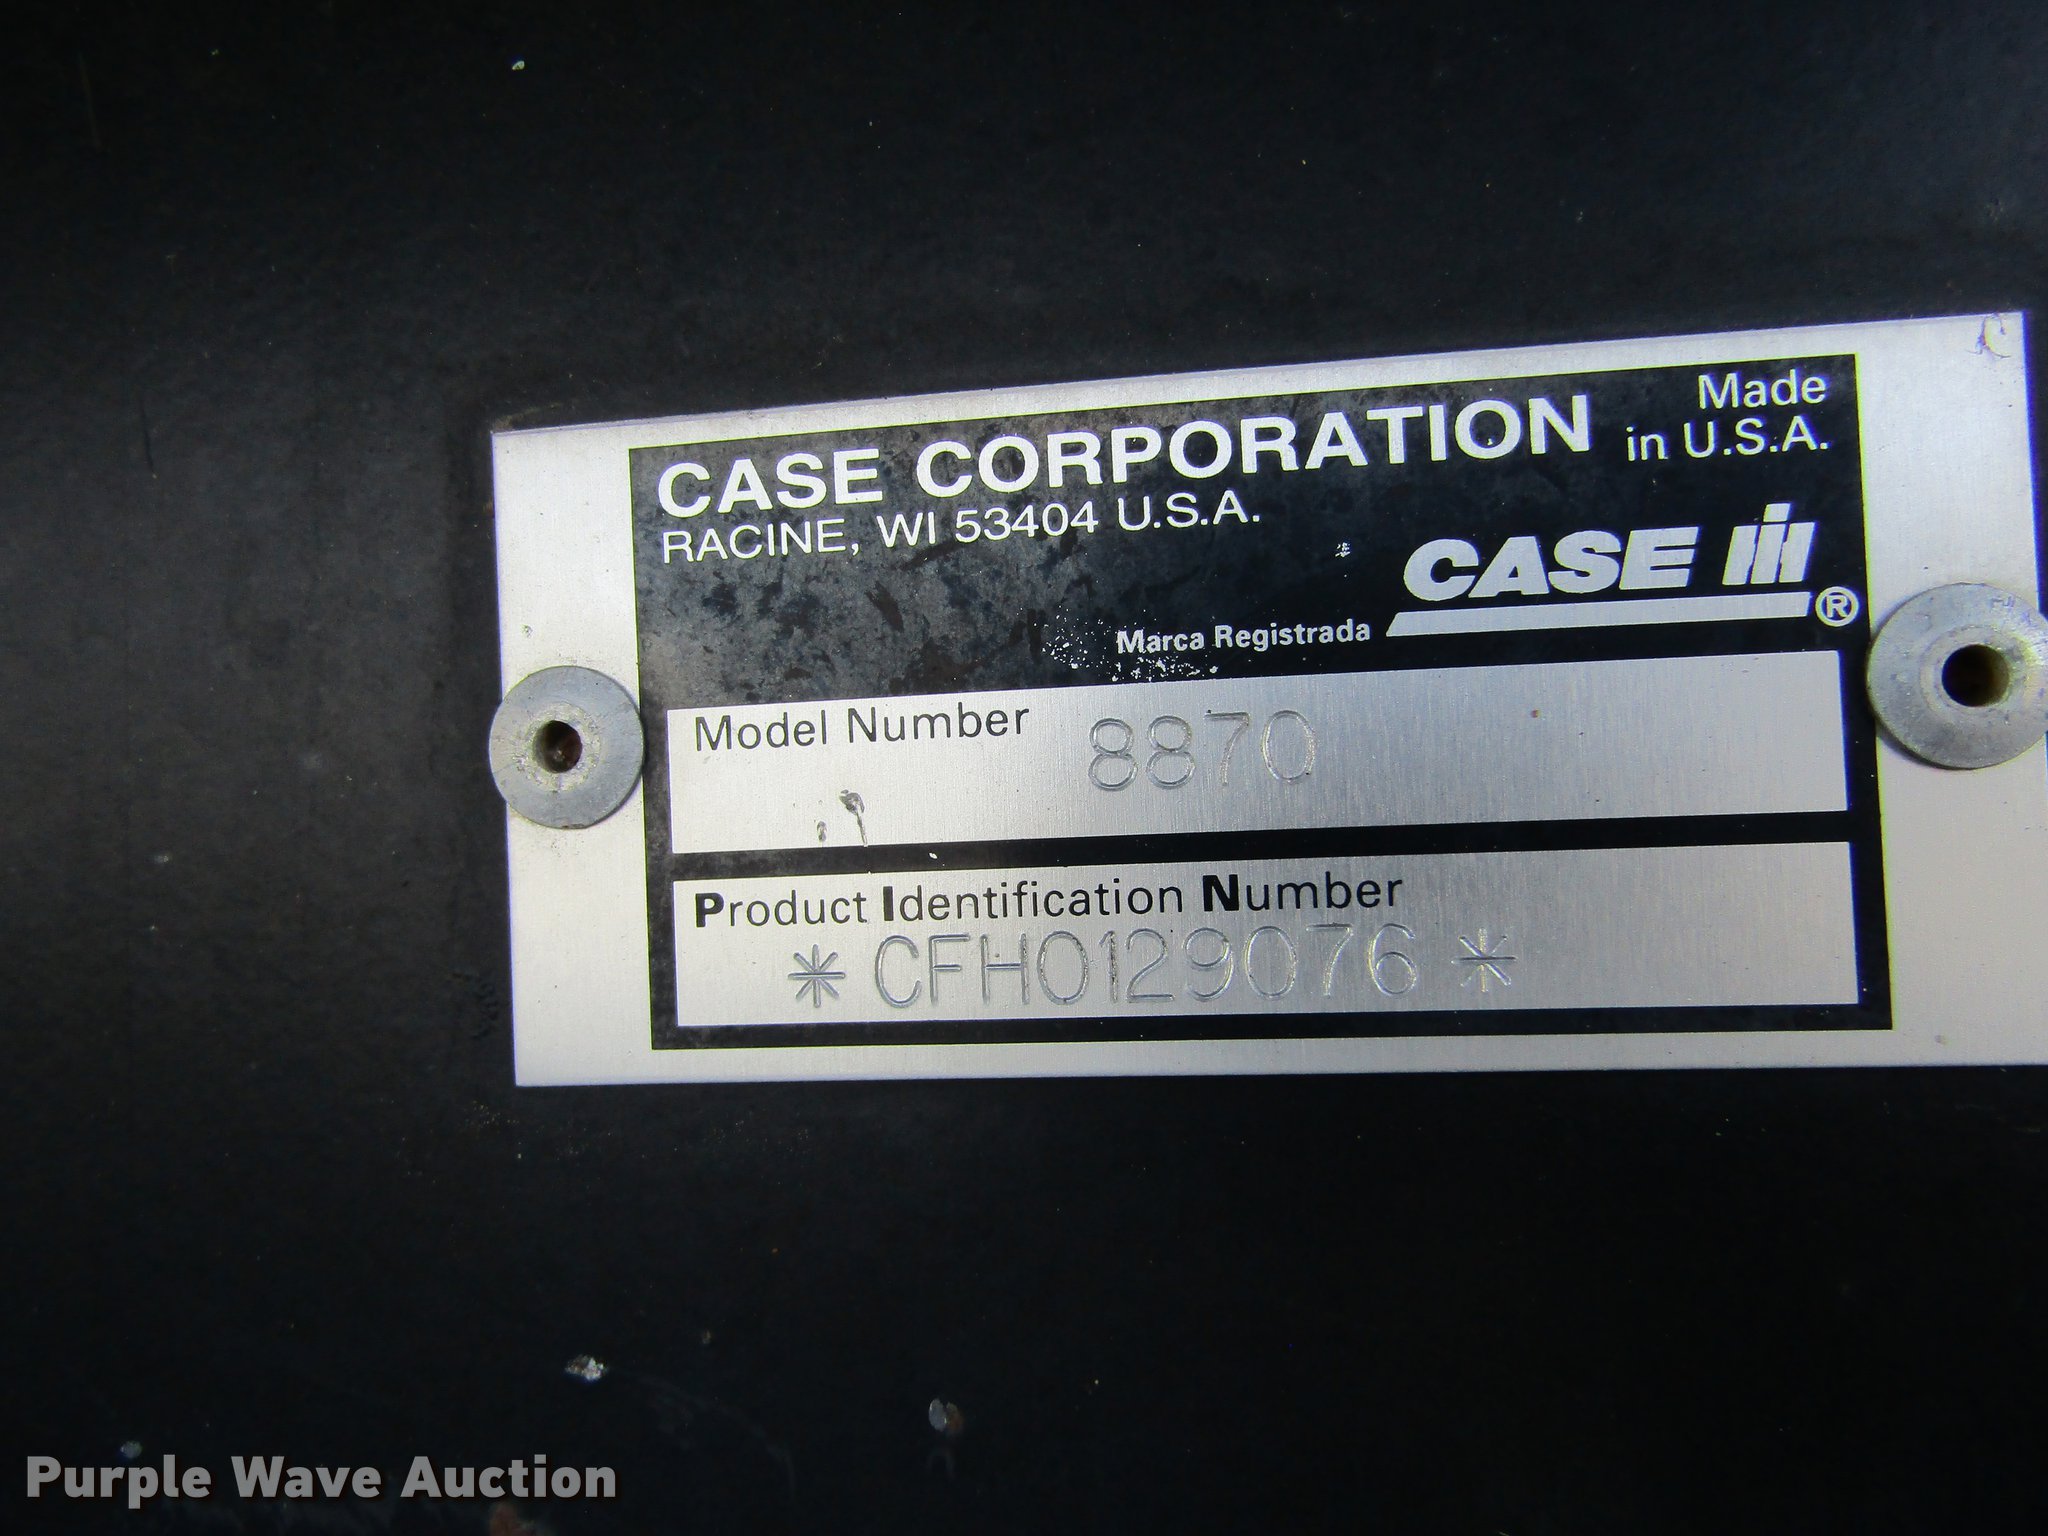 CASE CORPORATION
Made
in U.S.A.
RACINE, WI 53404 U.S.A.
CASE IH ®
Marca Registrada
Model Number 8870
Product Identification Number
*CFH0129076*
Purple Wave Auction